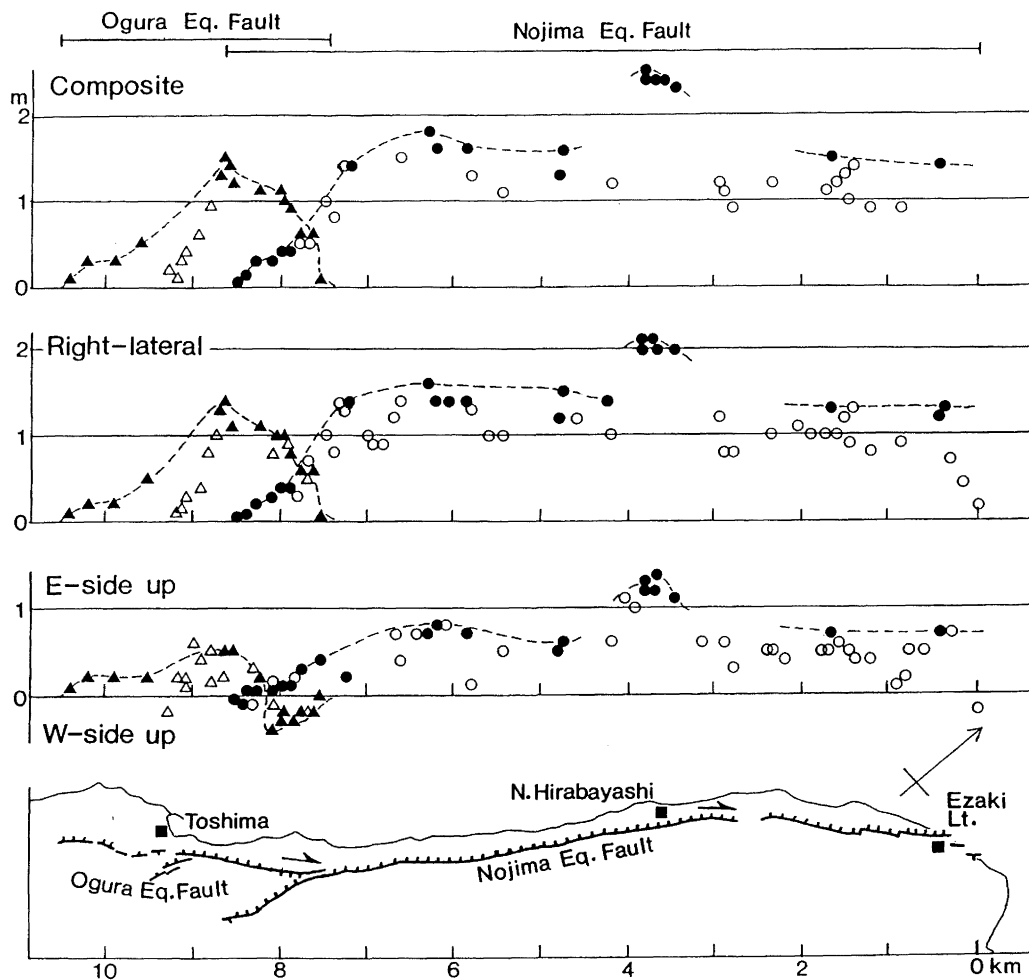 Ogura Eq. Fault
Nojima Eq. Fault
Composite
m
2
1
0
Right-lateral
2
1
0
E-side up
1
0
W-side up
N.Hirabayashi
Ezaki
Lt.
Toshima
Ogura Eq.Fault
Nojima Eq. Fault
10 8 6 4 2 0 km